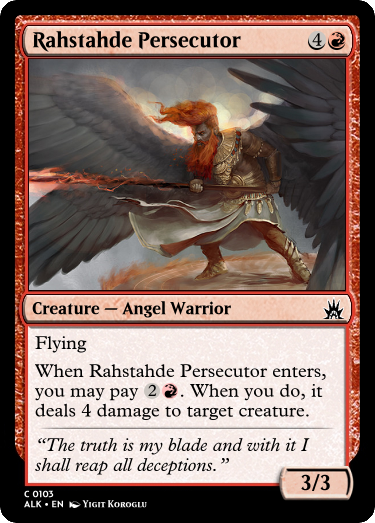 Rahstahde Persecutor 4
Creature — Angel Warrior
Flying
When Rahstahde Persecutor enters,
you may pay 2. When you do, it
deals 4 damage to target creature.
“The truth is my blade and with it I
shall reap all deceptions.”
3/3
C 0103
ALK • EN Yigit Koroglu